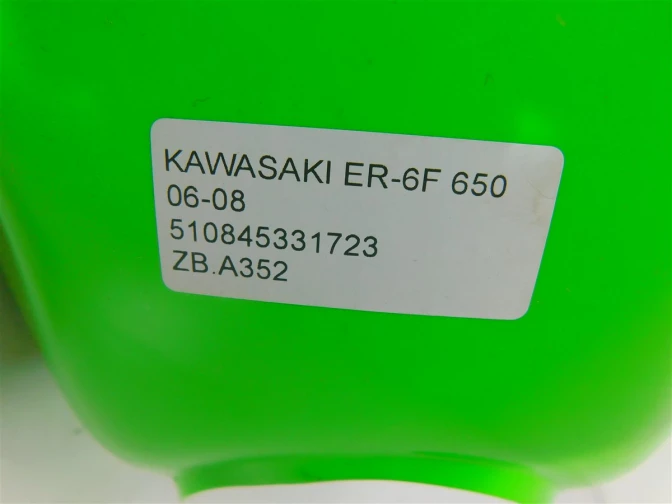 KAWASAKI ER-6F 650
06-08
510845331723
ZB.A352